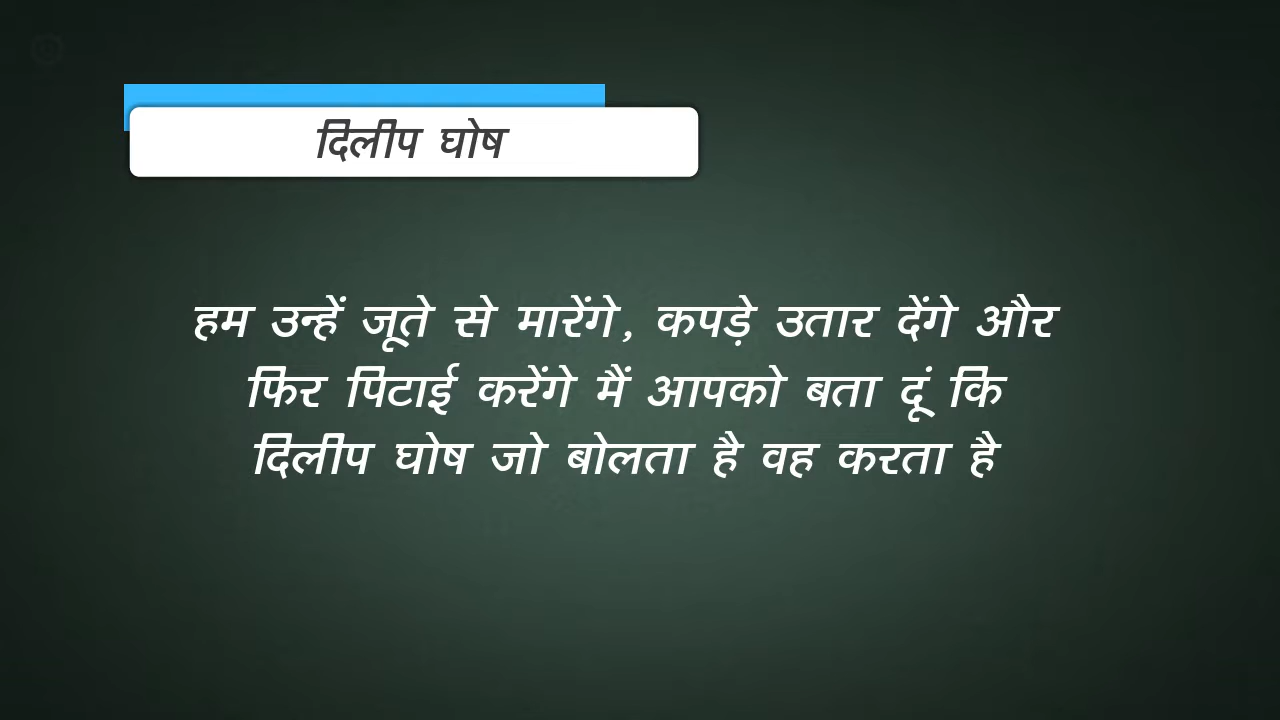 दिलीप घोष
हम उन्हें जूते से मारेंगे, कपड़े उतार देंगे और
फिर पिटाई करेंगे मैं आपको बता दूं कि
दिलीप घोष जो बोलता है वह करता है